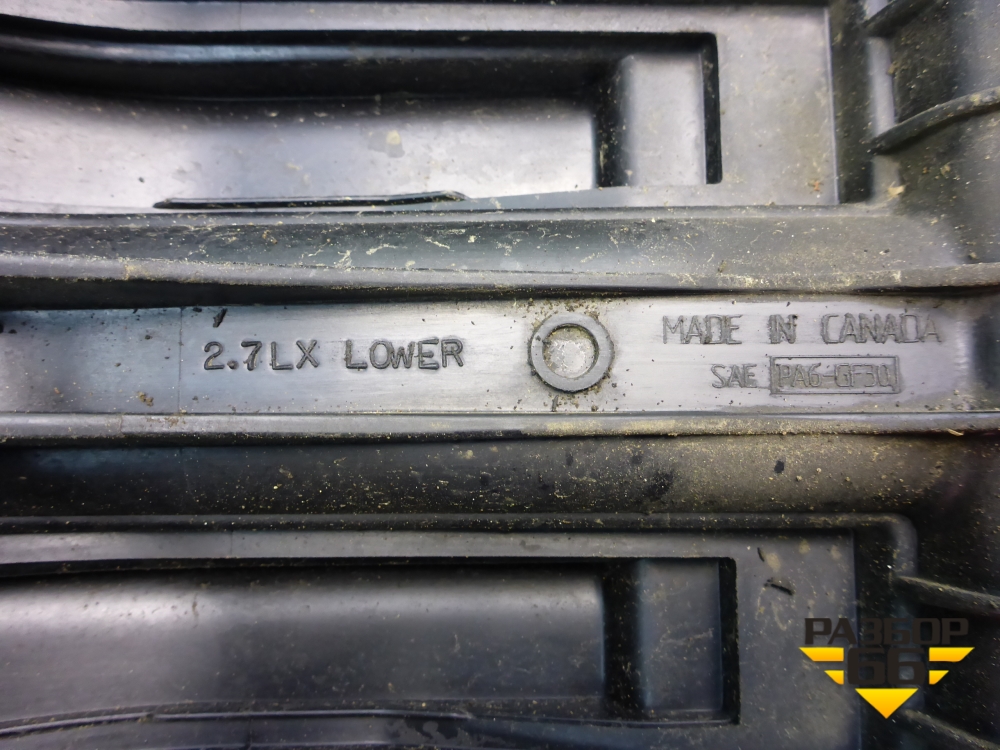 2.7LX LOWER
MADE IN CANADA
SAE PA6-GF30
РАЗБОР
66